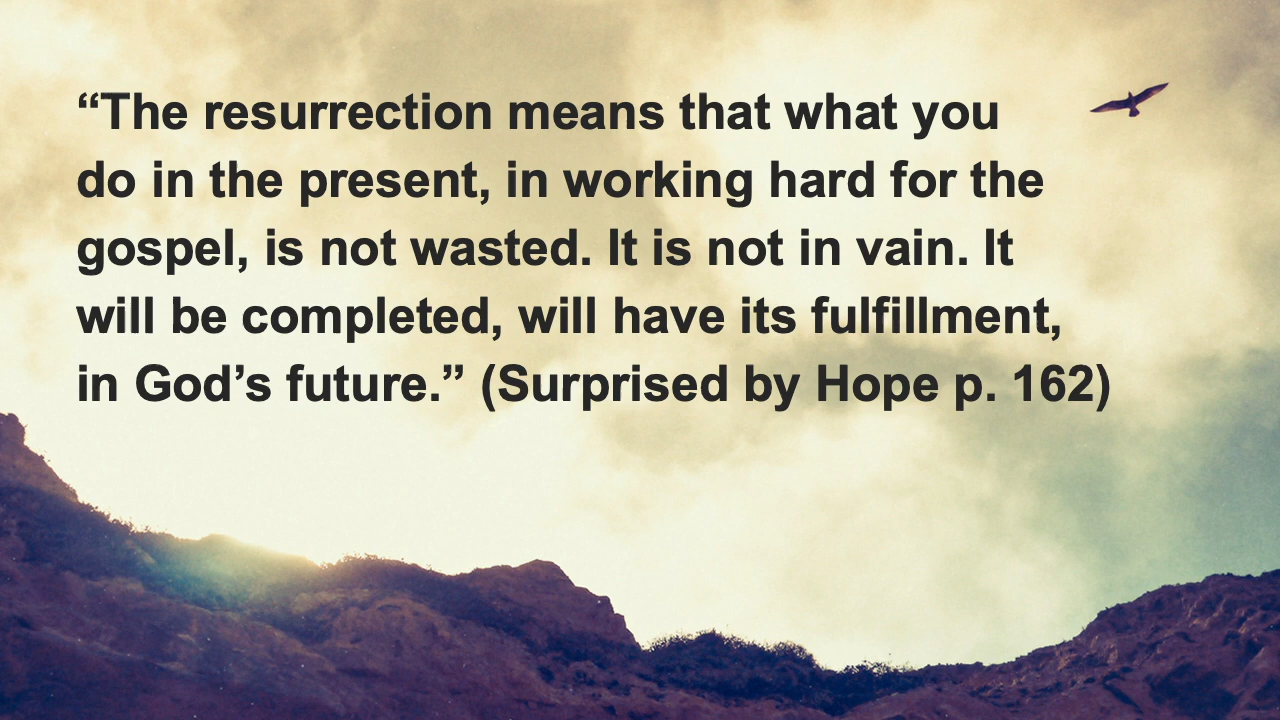 “The resurrection means that what you
do in the present, in working hard for the
gospel, is not wasted. It is not in vain. It
will be completed, will have its fulfillment,
in God’s future.” (Surprised by Hope p. 162)